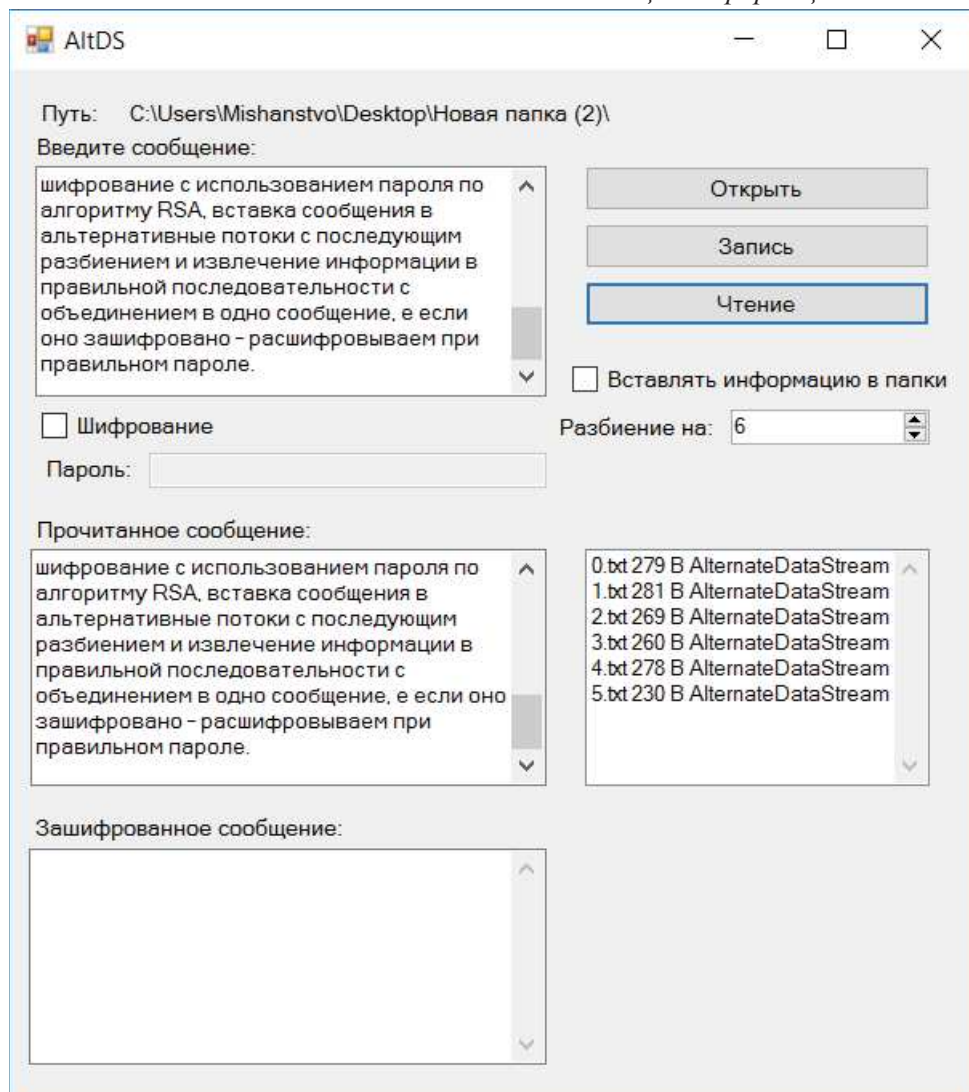 AltDS
Путь: C:\Users\Mishanstvo\Desktop\Новая папка (2)\
Введите сообщение:
шифрование с использованием пароля по
алгоритму RSA, вставка сообщения в
альтернативные потоки с последующим
разбиением и извлечение информации в
правильной последовательности с
объединением в одно сообщение, е если
оно зашифровано - расшифровываем при
правильном пароле.
Открыть
Запись
Чтение
Вставлять информацию в папки
Шифрование
Разбиение на: 6
Пароль:
Прочитанное сообщение:
шифрование с использованием пароля по
алгоритму RSA, вставка сообщения в
альтернативные потоки с последующим
разбиением и извлечение информации в
правильной последовательности с
объединением в одно сообщение, е если оно
зашифровано - расшифровываем при
правильном пароле.
0.txt 279 B AlternateDataStream
1.txt 281 B AlternateDataStream
2.txt 269 B AlternateDataStream
3.txt 260 B AlternateDataStream
4.txt 278 B AlternateDataStream
5.txt 230 B AlternateDataStream
Зашифрованное сообщение: